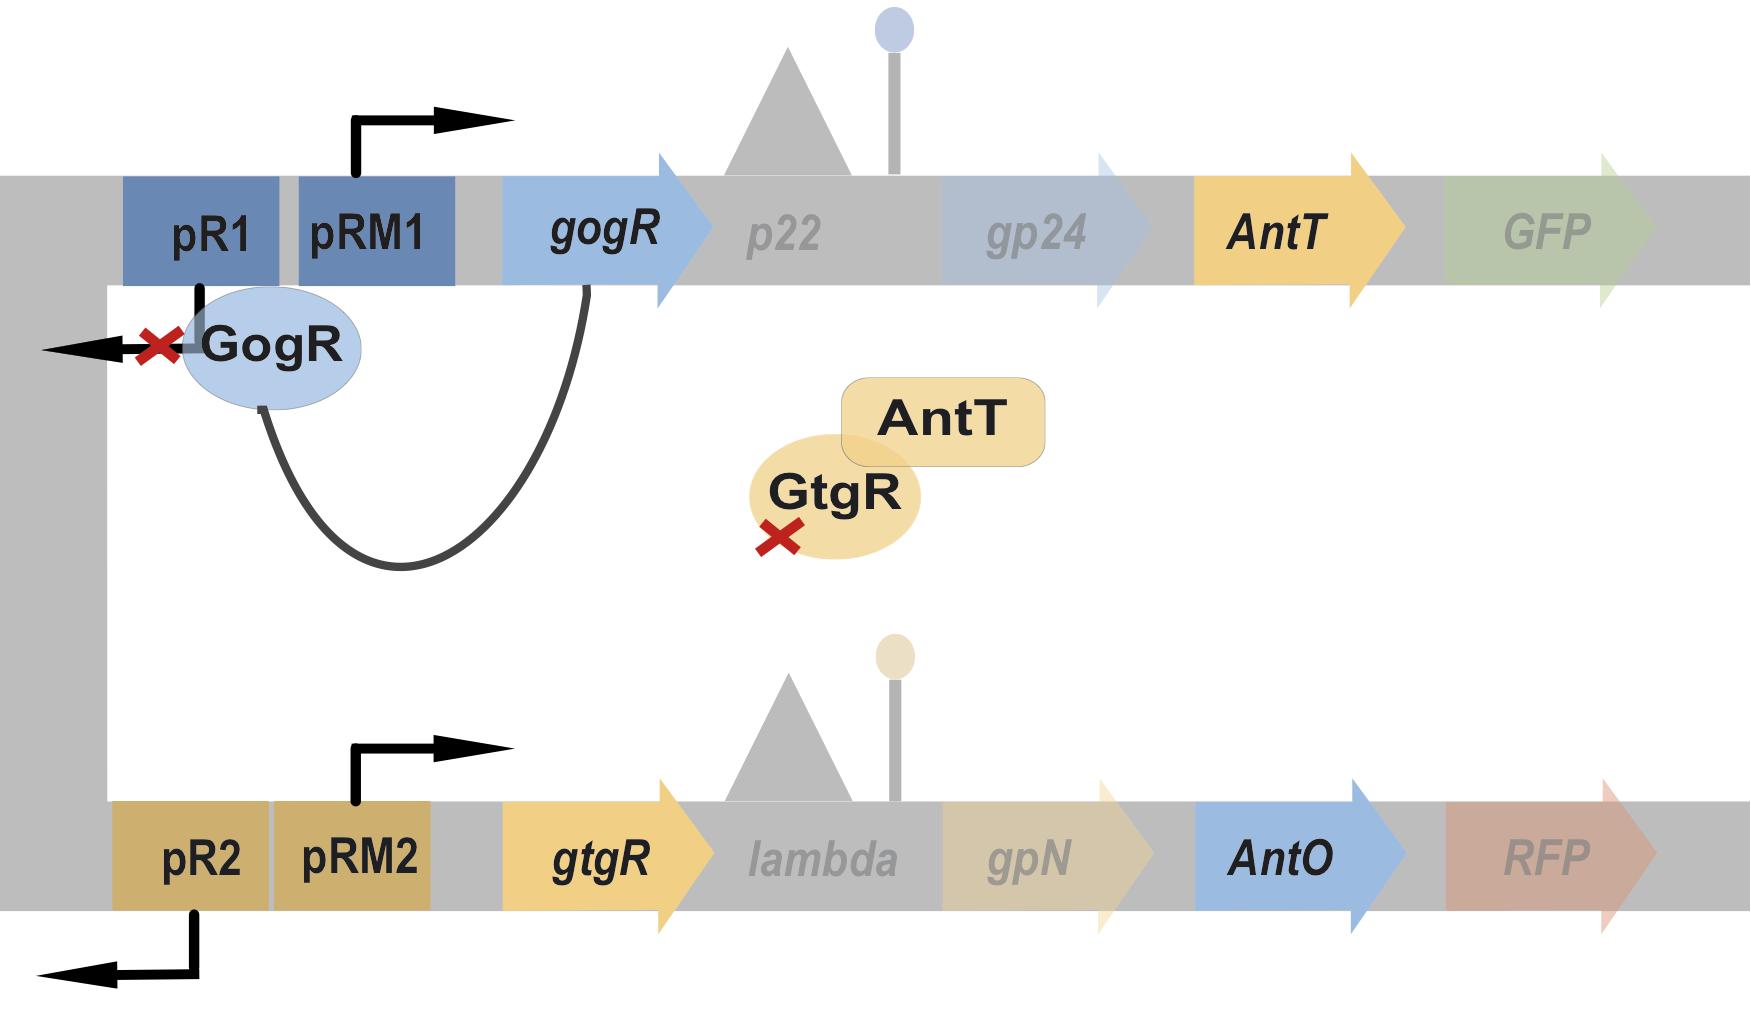 pR1 pRM1 gogR p22 gp24 AntT GFP
GogR
AntT
GtgR
pR2 pRM2 gtgR lambda gpN AntO RFP